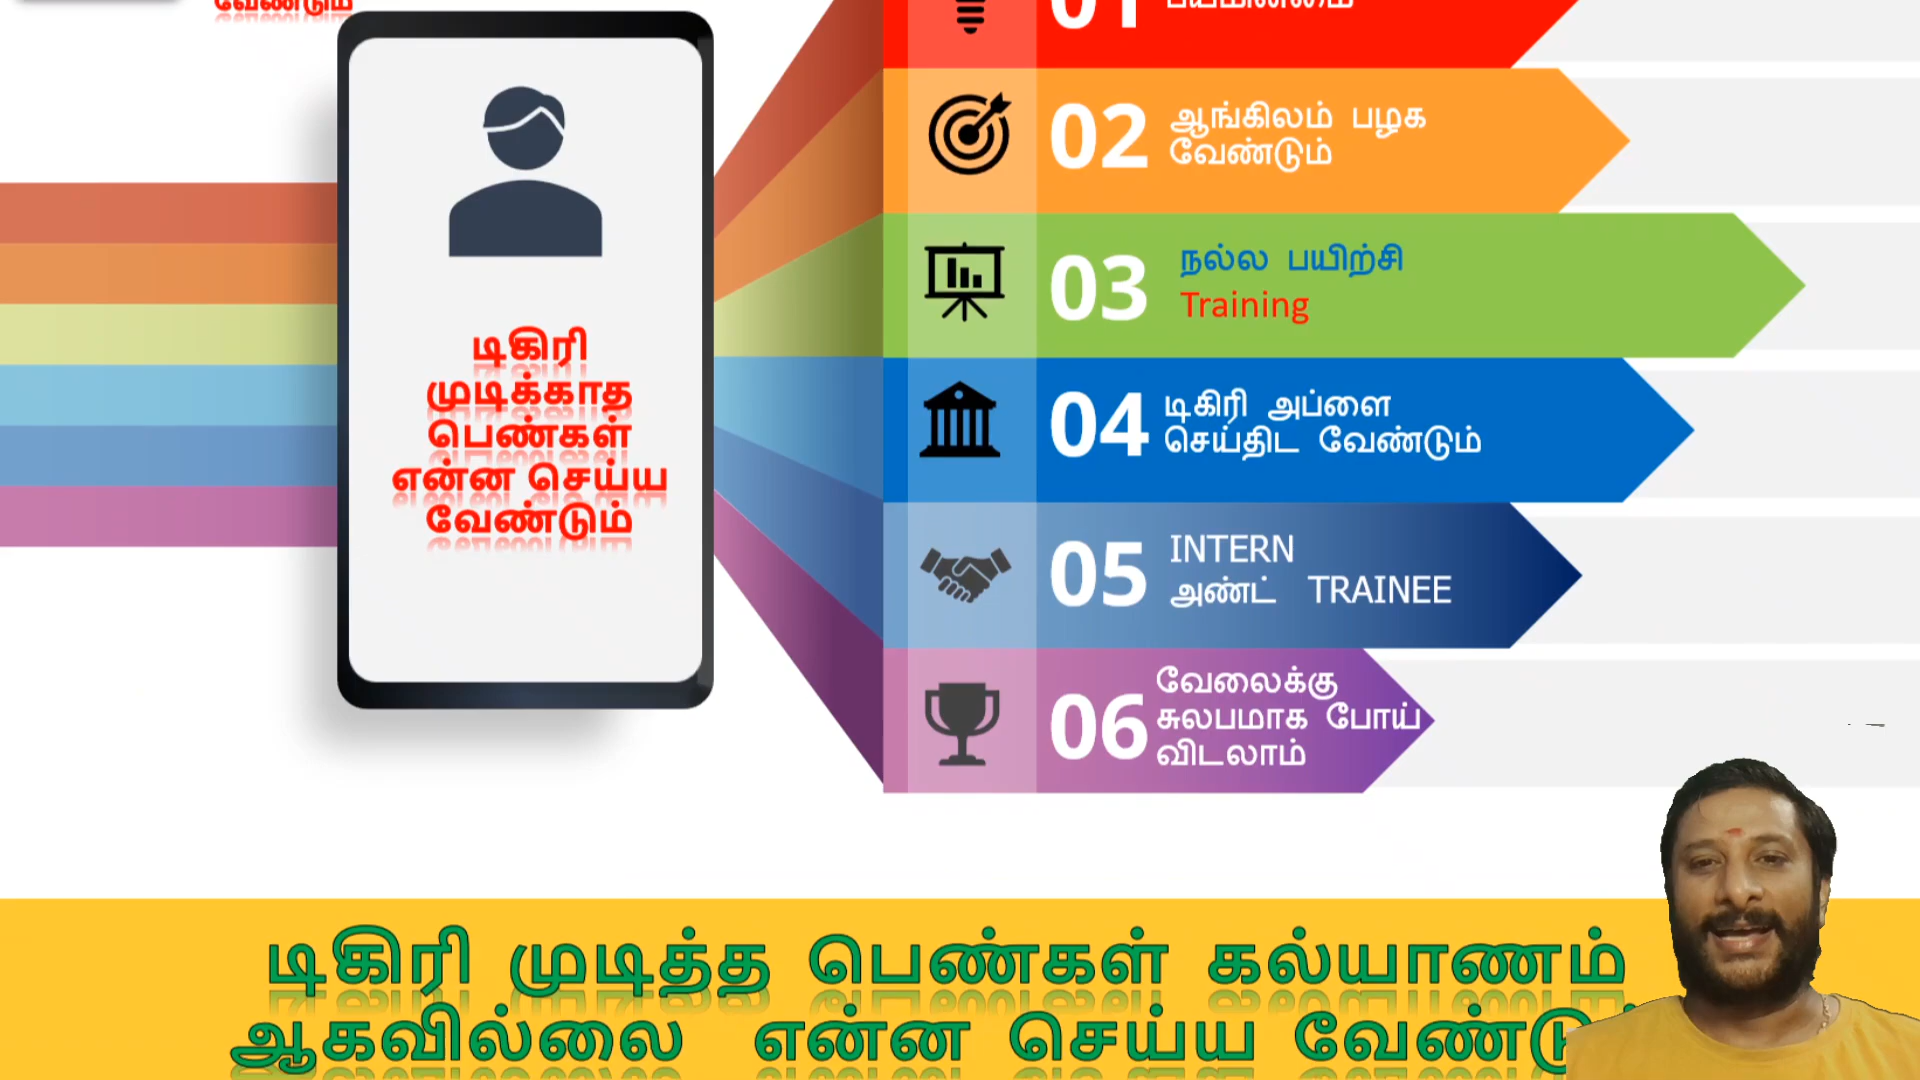 வேண்டும்
டிகிரி
முடிக்காத
பெண்கள்
என்ன செய்ய
வேண்டும்
01
02 ஆங்கிலம் பழக
வேண்டும்
03 நல்ல பயிற்சி
Training
04 டிகிரி அப்ளை
செய்திட வேண்டும்
05 INTERN
அண்ட் TRAINEE
06 வேலைக்கு
சுலபமாக போய்
விடலாம்
டிகிரி முடித்த பெண்கள் கல்யாணம்
ஆகவில்லை என்ன செய்ய